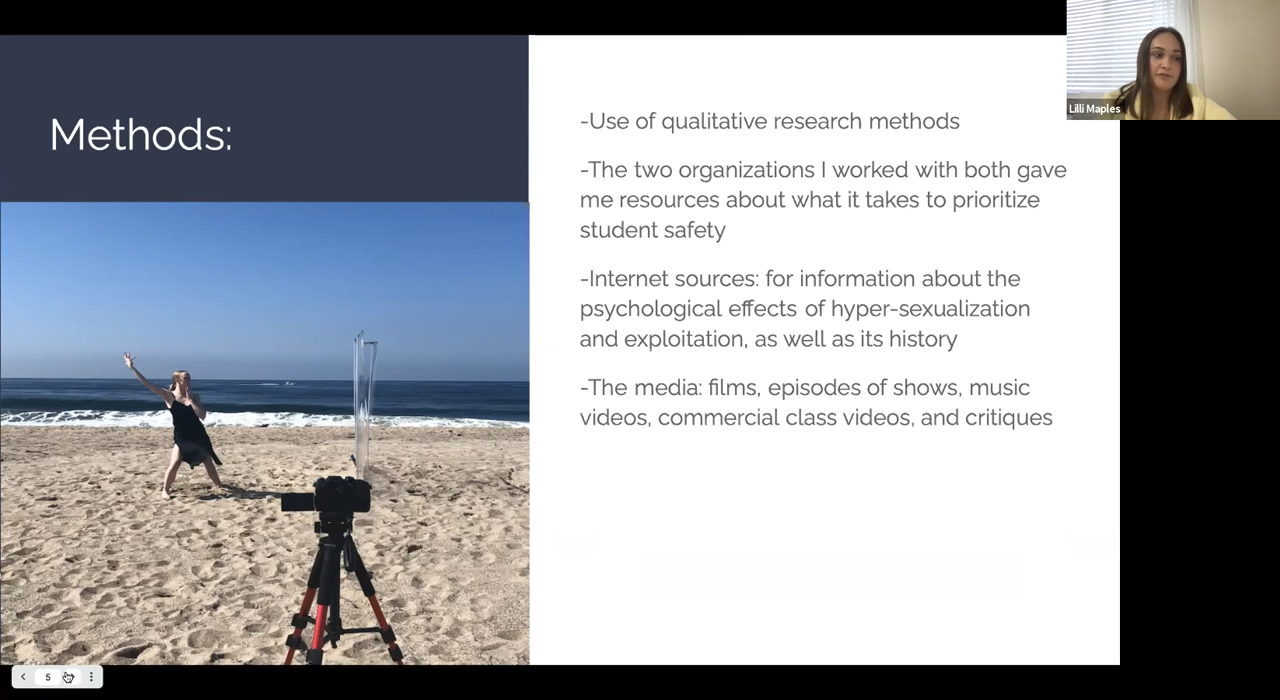 Methods:
-Use of qualitative research methods
-The two organizations I worked with both gave
me resources about what it takes to prioritize
student safety
-Internet sources: for information about the
psychological effects of hyper-sexualization
and exploitation, as well as its history
-The media: films, episodes of shows, music
videos, commercial class videos, and critiques
Lilli Maples
5